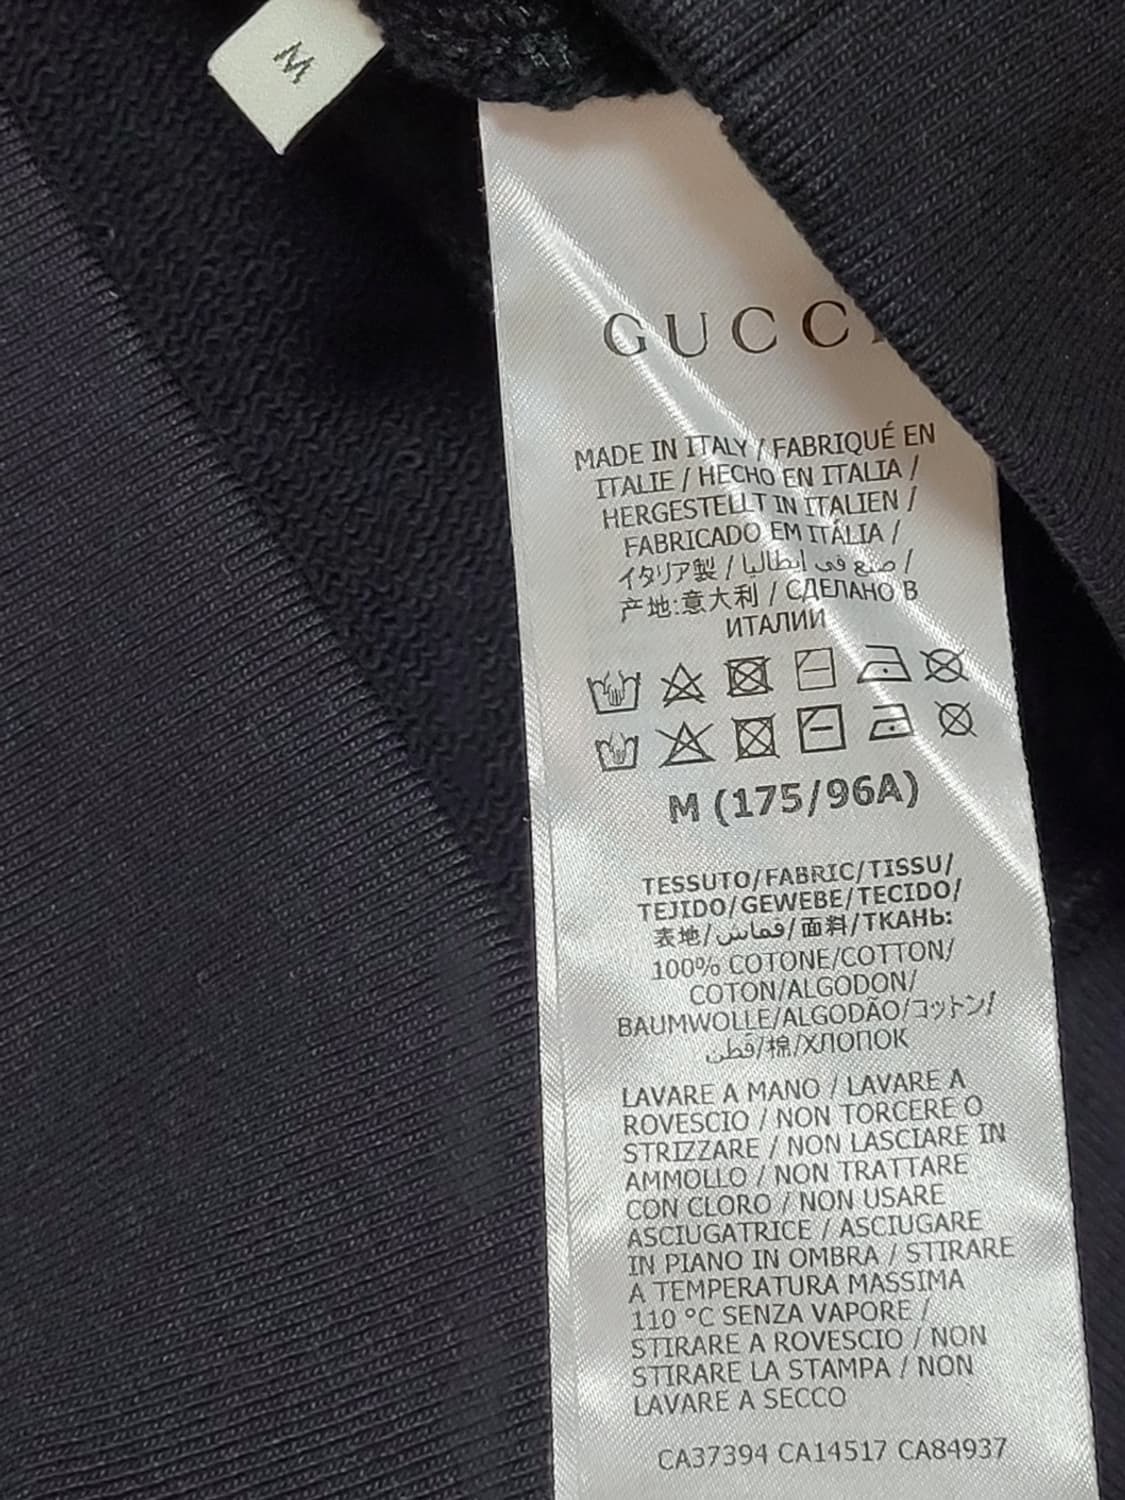 M
GUCCI
MADE IN ITALY / FABRIQUÉ EN
ITALIE / HECHO EN ITALIA /
HERGESTELLT IN ITALIEN /
FABRICADO EM ITÁLIA /
イタリア製 / صنع في إيطاليا /
产地:意大利 / СДЕЛАНО В
ИТАЛИИ
M (175/96A)
TESSUTO/FABRIC/TISSU/
TEJIDO/GEWEBE/TECIDO/
表地/قماش/面料/ТКАНЬ:
100% COTONE/COTTON/
COTON/ALGODON/
BAUMWOLLE/ALGODÃO/コットン/
قطن/棉/ХЛОПОК
LAVARE A MANO / LAVARE A
ROVESCIO / NON TORCERE O
STRIZZARE / NON LASCIARE IN
AMMOLLO / NON TRATTARE
CON CLORO / NON USARE
ASCIUGATRICE / ASCIUGARE
IN PIANO IN OMBRA / STIRARE
A TEMPERATURA MASSIMA
110 °C SENZA VAPORE /
STIRARE A ROVESCIO / NON
STIRARE LA STAMPA / NON
LAVARE A SECCO
CA37394 CA14517 CA84937